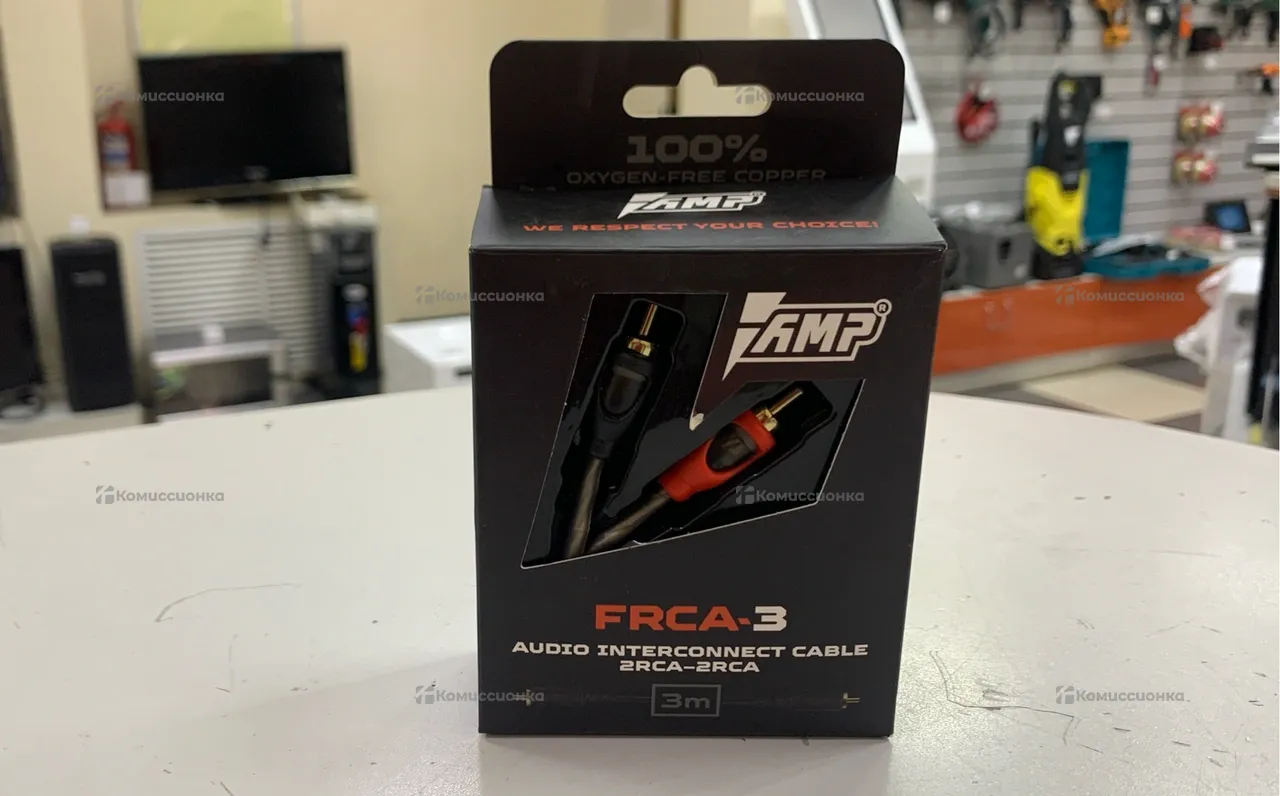 100%
OXYGEN-FREE COPPER
AMP
WE RESPECT YOUR CHOICE!
AMP®
FRCA-3
AUDIO INTERCONNECT CABLE
2RCA–2RCA
3m
Комиссионка
Комиссионка
Комиссионка
Комиссионка
Комиссионка
Комиссионка
Комиссионка
Комиссионка